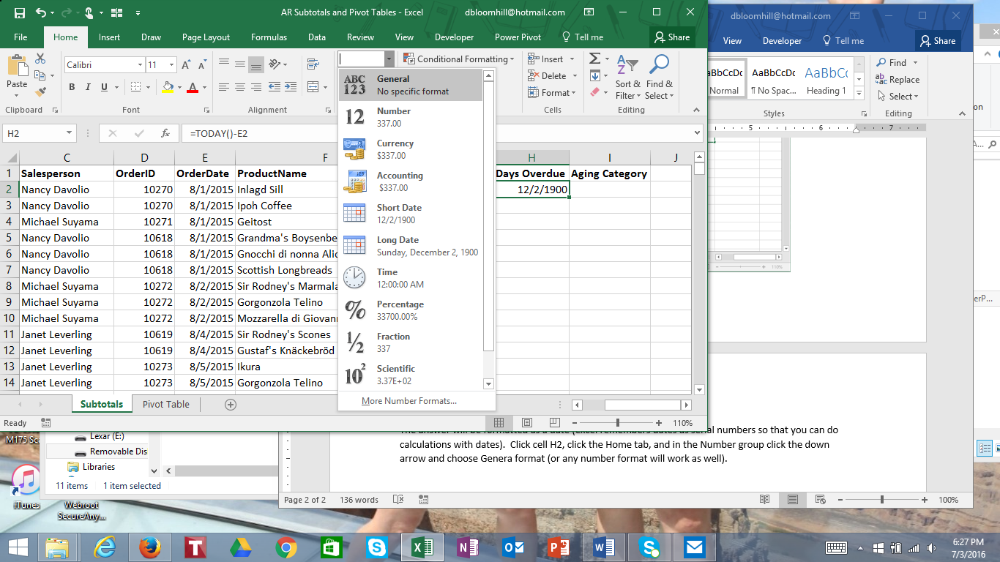 AR Subtotals and Pivot Tables - Excel
dbloomhill@hotmail.com
File Home Insert Draw Page Layout Formulas Data Review View Developer Power Pivot Tell me Share
Paste
Calibri 11
B I U
Clipboard Font Alignment
Conditional Formatting
Insert
Delete
Format
Cells
Sort & Filter
Find & Select
Editing
H2 fx =TODAY()-E2
C D E F H I J
1 Salesperson OrderID OrderDate ProductName Days Overdue Aging Category
2 Nancy Davolio 10270 8/1/2015 Inlagd Sill 12/2/1900
3 Nancy Davolio 10270 8/1/2015 Ipoh Coffee
4 Michael Suyama 10271 8/1/2015 Geitost
5 Nancy Davolio 10618 8/1/2015 Grandma's Boysenbe
6 Nancy Davolio 10618 8/1/2015 Gnocchi di nonna Alic
7 Nancy Davolio 10618 8/1/2015 Scottish Longbreads
8 Michael Suyama 10272 8/2/2015 Sir Rodney's Marmala
9 Michael Suyama 10272 8/2/2015 Gorgonzola Telino
10 Michael Suyama 10272 8/2/2015 Mozzarella di Giovann
11 Janet Leverling 10619 8/4/2015 Sir Rodney's Scones
12 Janet Leverling 10619 8/4/2015 Gustaf's Knäckebröd
13 Janet Leverling 10273 8/5/2015 Ikura
14 Janet Leverling 10273 8/5/2015 Gorgonzola Telino
ABC
123
General
No specific format
12
Number
337.00
Currency
$337.00
Accounting
$337.00
Short Date
12/2/1900
Long Date
Sunday, December 2, 1900
Time
12:00:00 AM
%
Percentage
33700.00%
½
Fraction
337
10²
Scientific
3.37E+02
More Number Formats...
Subtotals Pivot Table
Ready 110%
dbloomhill@hotmail.com
View Developer Tell me Share
AaBbCcDc AaBbCcDc AaBbCc
Normal ¶ No Spac... Heading 1
Styles
Find
Replace
Select
Editing
5 6 7
110%
The answer will be formatted as a date (Excel remembers dates as serial numbers so that you can do
calculations with dates). Click cell H2, click the Home tab, and in the Number group click the down
arrow and choose Genera format (or any number format will work as well).
Page 2 of 2 136 words 100%
on
A...
erP...
M175 Sca
Lexar (E:)
Removable Dis
Libraries
11 items 1 item selected
iTunes
Webroot
SecureAny...
6:27 PM
7/3/2016